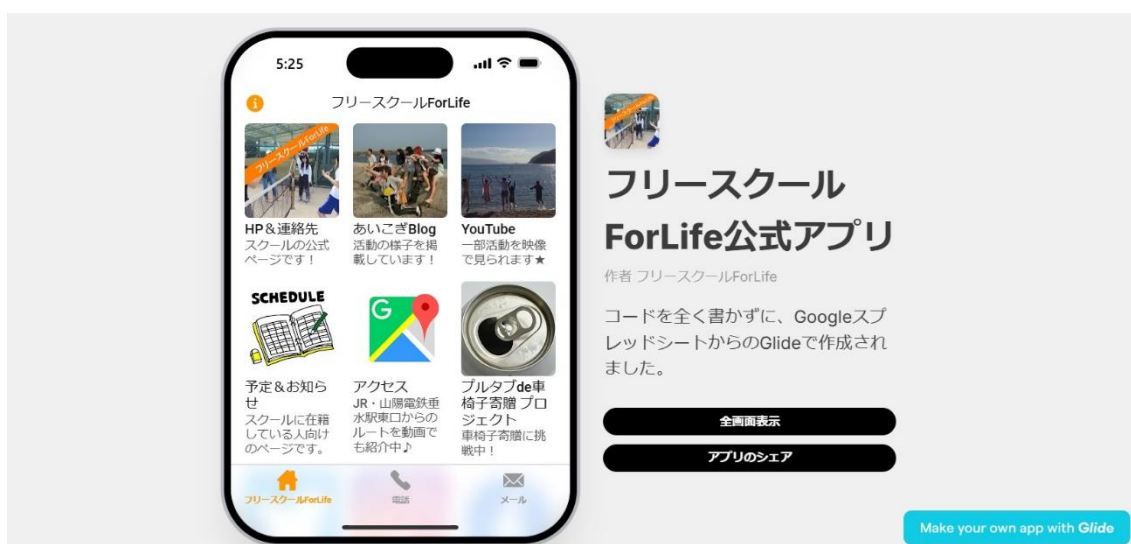 5:25
フリースクールForLife
フリースクールForLife
HP＆連絡先
スクールの公式
ページです！
あいこぎBlog
活動の様子を掲
載しています！
YouTube
一部活動を映像
で見られます★
SCHEDULE
予定＆お知ら
せ
スクールに在籍
している人向け
のページです。
G
アクセス
JR・山陽電鉄垂
水駅東口からの
ルートを動画で
も紹介中♪
プルタブde車
椅子寄贈 プロ
ジェクト
車椅子寄贈に挑
戦中！
フリースクールForLife
電話
メール
フリースクール
ForLife公式アプリ
作者 フリースクールForLife
コードを全く書かずに、Googleスプ
レッドシートからのGlideで作成され
ました。
全画面表示
アプリのシェア
Make your own app with Glide